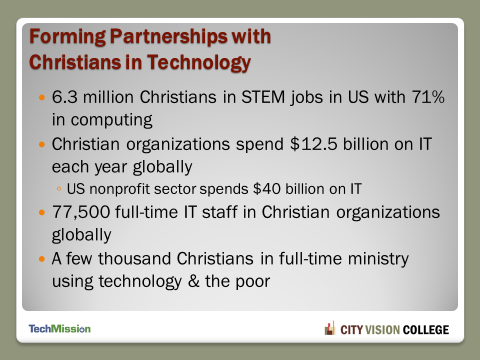 Forming Partnerships with
Christians in Technology
• 6.3 million Christians in STEM jobs in US with 71%
in computing
• Christian organizations spend $12.5 billion on IT
each year globally
▫ US nonprofit sector spends $40 billion on IT
• 77,500 full-time IT staff in Christian organizations
globally
• A few thousand Christians in full-time ministry
using technology & the poor
TechMission
CITY VISION COLLEGE